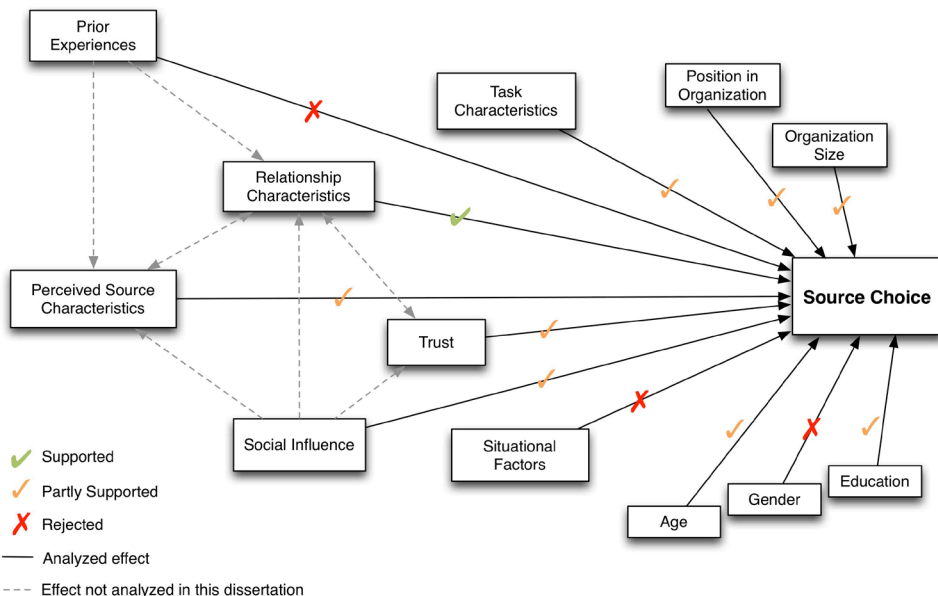 Prior
Experiences
Task
Characteristics
Position in
Organization
Organization
Size
Relationship
Characteristics
Perceived Source
Characteristics
Source Choice
Trust
Social Influence
Situational
Factors
Age
Gender
Education
Supported
Partly Supported
Rejected
Analyzed effect
Effect not analyzed in this dissertation